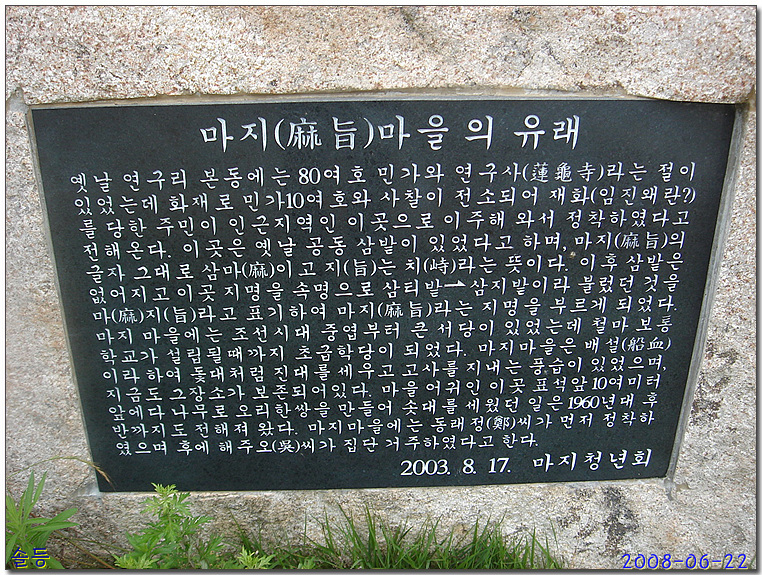 마지(麻旨)마을의 유래
옛날 연구리 본동에는 80여호 민가와 연구사(蓮龜寺)라는 절이
있었는데 화재로 민가10여호와 사찰이 전소되어 재화(임진왜란?)
를 당한 주민이 인근지역인 이곳으로 이주해 와서 정착하였다고
전해온다. 이곳은 옛날 공동 삼밭이 있었다고 하며, 마지(麻旨)의
글자 그대로 삼마(麻)이고 지(旨)는 치(峙)라는 뜻이다. 이후 삼밭은
없어지고 이곳 지명을 속명으로 삼티밭→삼지밭이라 불렀던 것을
마(麻)지(旨)라고 표기하여 마지(麻旨)라는 지명을 부르게 되었다.
마지 마을에는 조선시대 중엽부터 큰 서당이 있었는데 철마 보통
학교가 설립될때까지 초급학당이 되었다. 마지마을은 배설(船血)
이라 하여 돛대처럼 진대를 세우고 고사를 지내는 풍습이 있었으며,
지금도 그장소가 보존되어있다. 마을 어귀인 이곳 표석앞 10여미터
앞에다 나무로 오리한쌍을 만들어 솟대를 세웠던 일은 1960년대 후
반까지도 전해져 왔다. 마지마을에는 동래정(鄭)씨가 먼저 정착하
였으며 후에 해주오(吳)씨가 집단 거주하였다고 한다.
2003. 8. 17. 마지청년회
솔등
2008-06-22